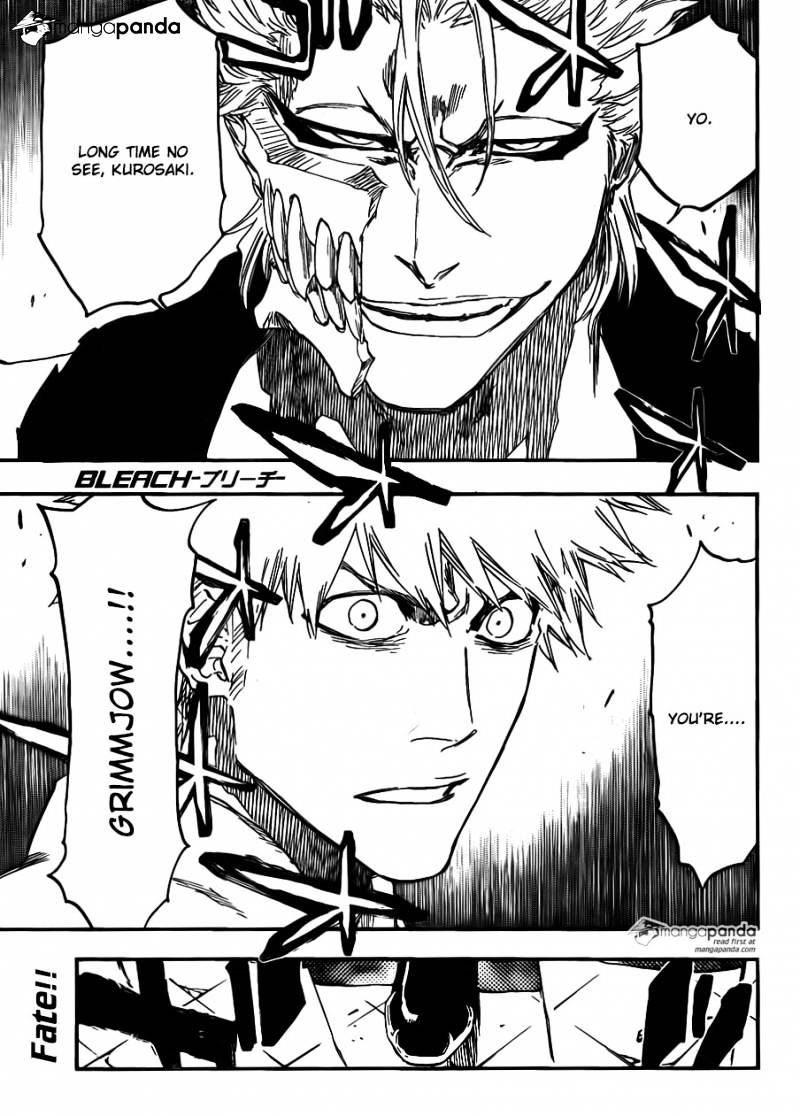 mangapanda
YO.
LONG TIME NO
SEE, KUROSAKI.
BLEACH-ブリーチ-
YOU'RE....
GRIMMJOW....!!
mangapanda
read first at
mangapanda.com
Fate!!